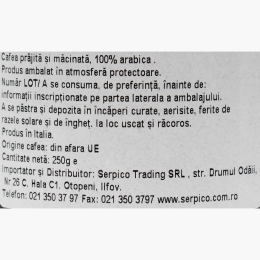 Cafea prăjită și măcinată, 100% arabica .
Produs ambalat în atmosferă protectoare.
Număr LOT/ A se consuma, de preferință, înainte de:
informații inscripționate pe partea laterală a ambalajului.
A se păstra și depozita în încăperi curate, aerisite, ferite de
razele solare și de îngheț, la loc uscat și răcoros.
Produs în Italia.
Origine cafea: din afara UE
Cantitate netă: 250g e
Importator și Distribuitor: Serpico Trading SRL , str. Drumul Odăii,
Nr 26 C, Hala C1. Otopeni, Ilfov.
Telefon: 021 350 37 97 Fax: 021 350 3797 www.serpico.com.ro